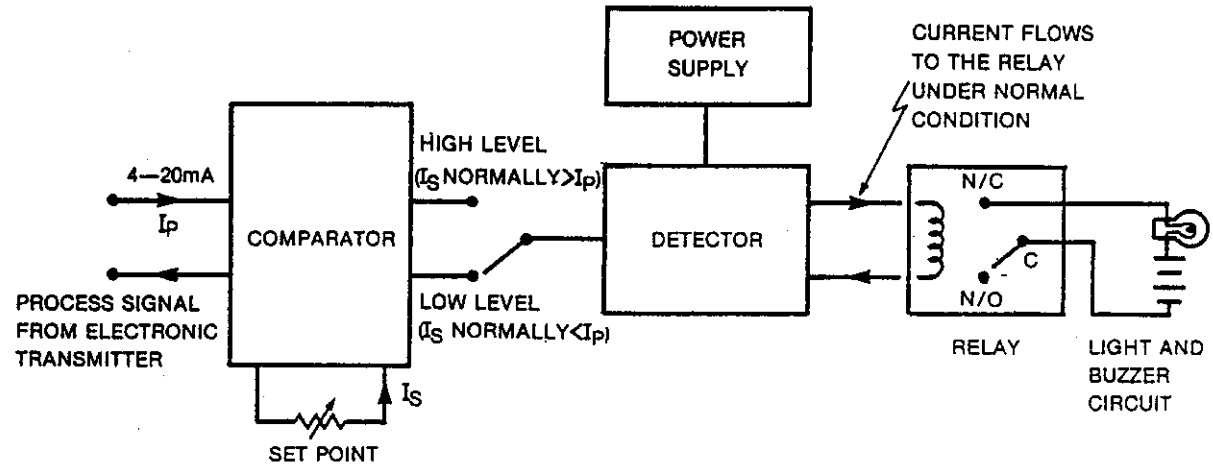 POWER
SUPPLY
CURRENT FLOWS
TO THE RELAY
UNDER NORMAL
CONDITION
HIGH LEVEL
(IS NORMALLY>IP)
4—20mA
IP
COMPARATOR
DETECTOR
N/C
C
N/O
PROCESS SIGNAL
FROM ELECTRONIC
TRANSMITTER
LOW LEVEL
(IS NORMALLY<IP)
RELAY
LIGHT AND
BUZZER
CIRCUIT
IS
SET POINT